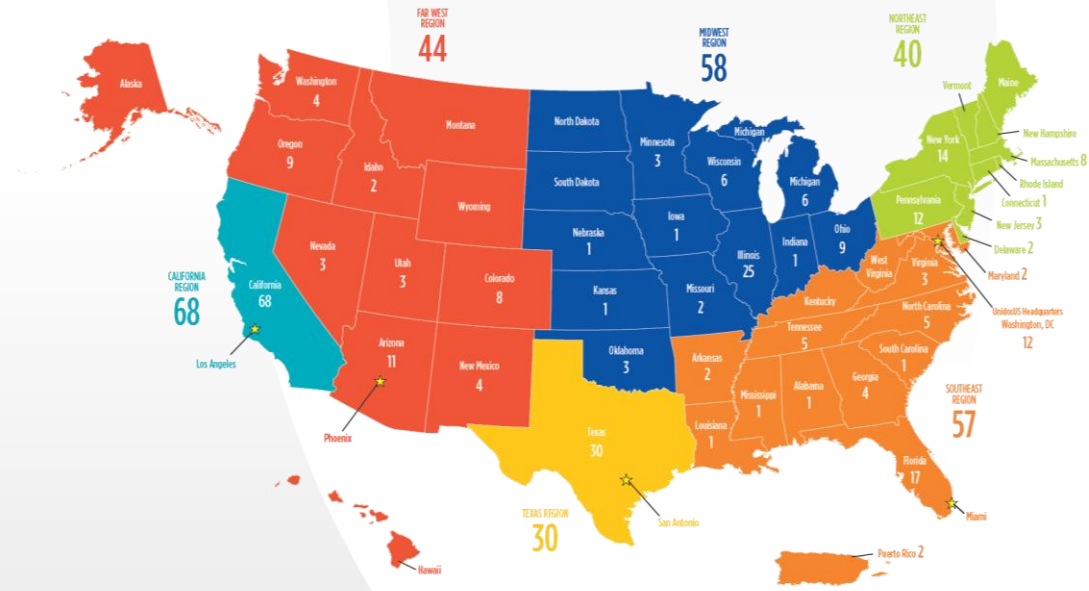 FAR WEST
REGION
44
MIDWEST
REGION
58
NORTHEAST
REGION
40
Alaska
Washington
4
Oregon
9
Idaho
2
Montana
Wyoming
Nevada
3
Utah
3
Colorado
8
Arizona
11
New Mexico
4
Phoenix
Hawaii
CALIFORNIA
REGION
68
California
68
Los Angeles
North Dakota
South Dakota
Nebraska
1
Kansas
1
Oklahoma
3
Minnesota
3
Iowa
1
Missouri
2
Wisconsin
6
Illinois
25
Michigan
Michigan
6
Indiana
1
Ohio
9
Vermont
Maine
New Hampshire
New York
14
Massachusetts 8
Rhode Island
Connecticut 1
Pennsylvania
12
New Jersey 3
Delaware 2
Maryland 2
West
Virginia
Virginia
3
UnidosUS Headquarters
Washington, DC
12
Kentucky
North Carolina
5
Tennessee
5
South Carolina
1
Arkansas
2
Mississippi
1
Alabama
1
Georgia
4
Louisiana
1
Florida
17
Miami
SOUTHEAST
REGION
57
Texas
30
San Antonio
TEXAS REGION
30
Puerto Rico 2